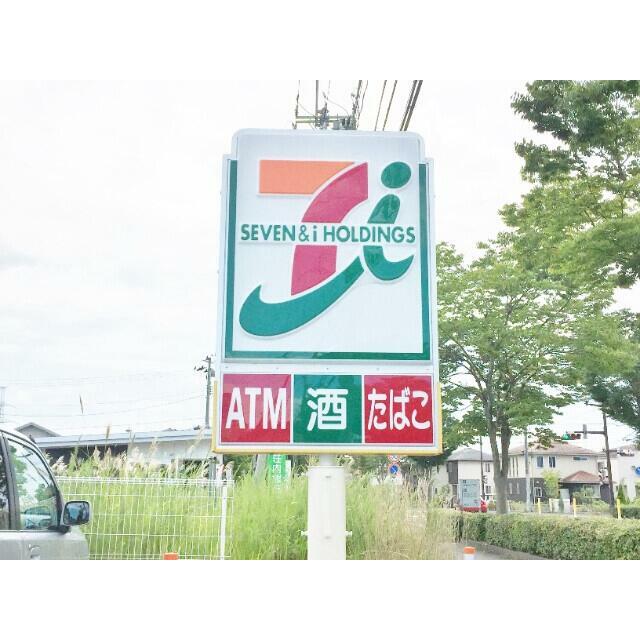 SEVEN & i HOLDINGS
ATM
酒
たばこ